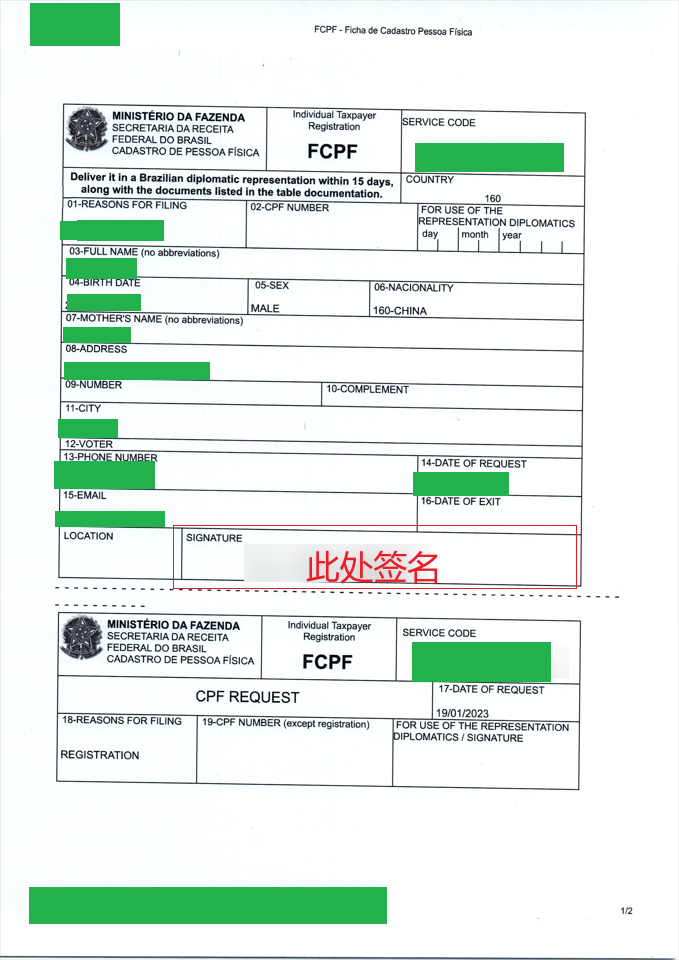 FCPF - Ficha de Cadastro Pessoa Física
MINISTÉRIO DA FAZENDA
SECRETARIA DA RECEITA
FEDERAL DO BRASIL
CADASTRO DE PESSOA FÍSICA
Individual Taxpayer
Registration
FCPF
SERVICE CODE
Deliver it in a Brazilian diplomatic representation within 15 days,
along with the documents listed in the table documentation.
COUNTRY
160
01-REASONS FOR FILING
02-CPF NUMBER
FOR USE OF THE
REPRESENTATION DIPLOMATICS
day month year
03-FULL NAME (no abbreviations)
04-BIRTH DATE
05-SEX
MALE
06-NACIONALITY
160-CHINA
07-MOTHER'S NAME (no abbreviations)
08-ADDRESS
09-NUMBER
10-COMPLEMENT
11-CITY
12-VOTER
13-PHONE NUMBER
14-DATE OF REQUEST
15-EMAIL
16-DATE OF EXIT
LOCATION
SIGNATURE
此处签名
MINISTÉRIO DA FAZENDA
SECRETARIA DA RECEITA
FEDERAL DO BRASIL
CADASTRO DE PESSOA FÍSICA
Individual Taxpayer
Registration
FCPF
SERVICE CODE
CPF REQUEST
17-DATE OF REQUEST
19/01/2023
18-REASONS FOR FILING
REGISTRATION
19-CPF NUMBER (except registration)
FOR USE OF THE REPRESENTATION
DIPLOMATICS / SIGNATURE
1/2